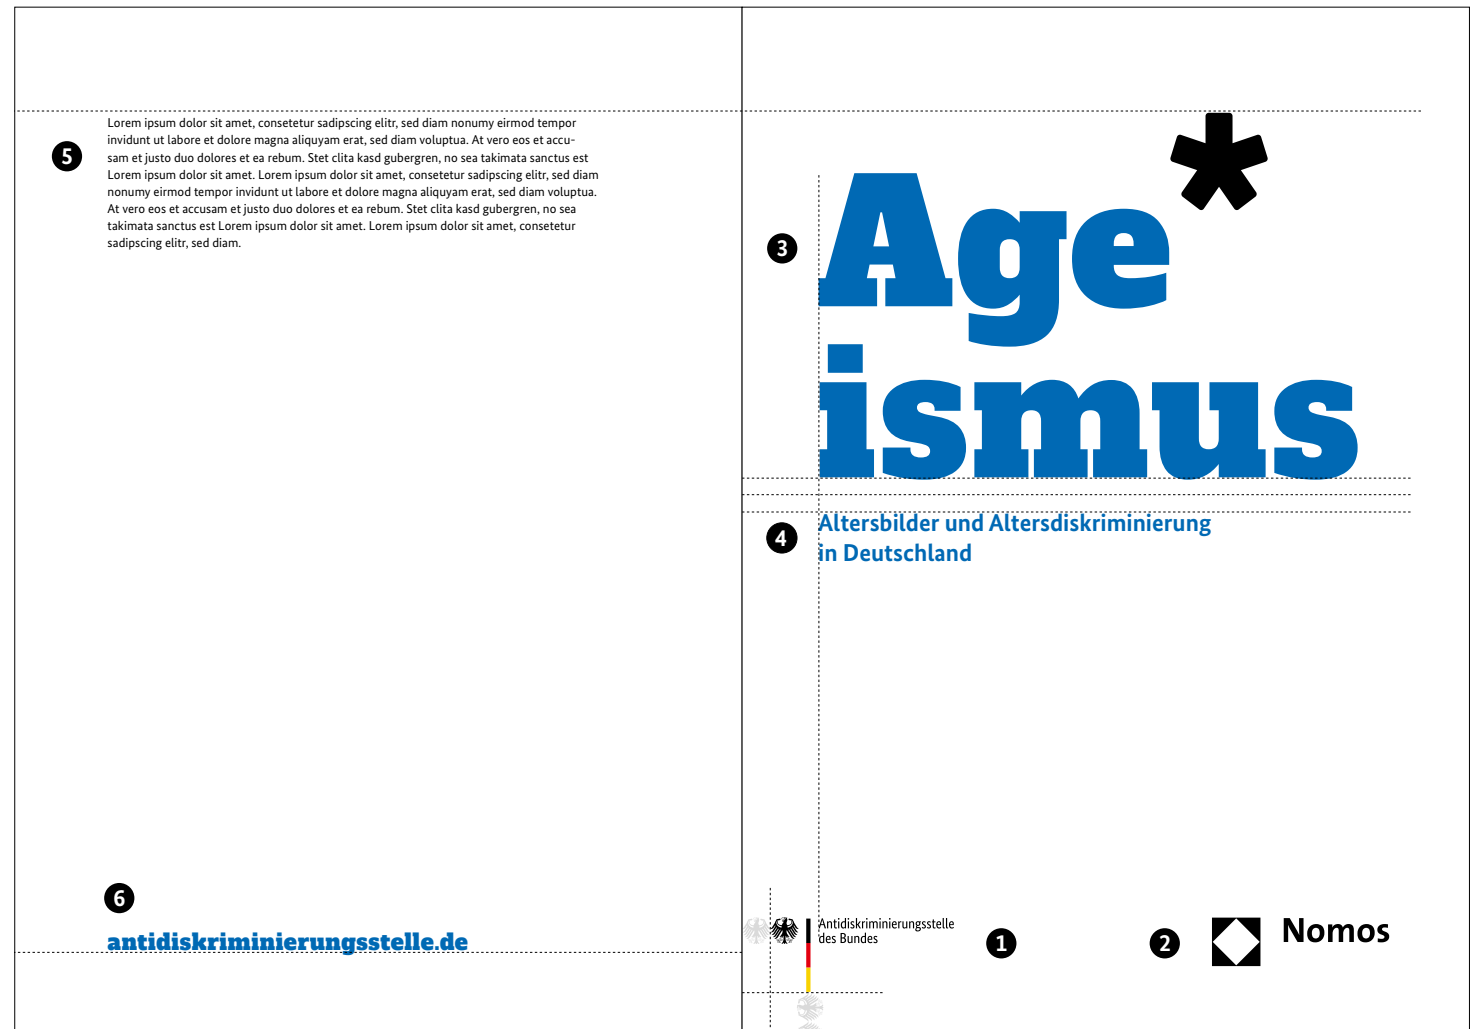 5
Lorem ipsum dolor sit amet, consetetur sadipscing elitr, sed diam nonumy eirmod tempor
invidunt ut labore et dolore magna aliquyam erat, sed diam voluptua. At vero eos et accu-
sam et justo duo dolores et ea rebum. Stet clita kasd gubergren, no sea takimata sanctus est
Lorem ipsum dolor sit amet. Lorem ipsum dolor sit amet, consetetur sadipscing elitr, sed diam
nonumy eirmod tempor invidunt ut labore et dolore magna aliquyam erat, sed diam voluptua.
At vero eos et accusam et justo duo dolores et ea rebum. Stet clita kasd gubergren, no sea
takimata sanctus est Lorem ipsum dolor sit amet. Lorem ipsum dolor sit amet, consetetur
sadipscing elitr, sed diam.
6
antidiskriminierungsstelle.de
3
Age*
ismus
4
Altersbilder und Altersdiskriminierung
in Deutschland
Antidiskriminierungsstelle
des Bundes
1
2
Nomos